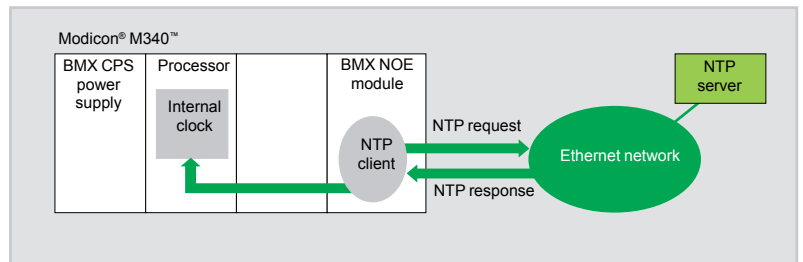 Modicon® M340™
BMX CPS
power
supply
Processor
Internal
clock
BMX NOE
module
NTP
client
NTP request
NTP response
Ethernet network
NTP
server